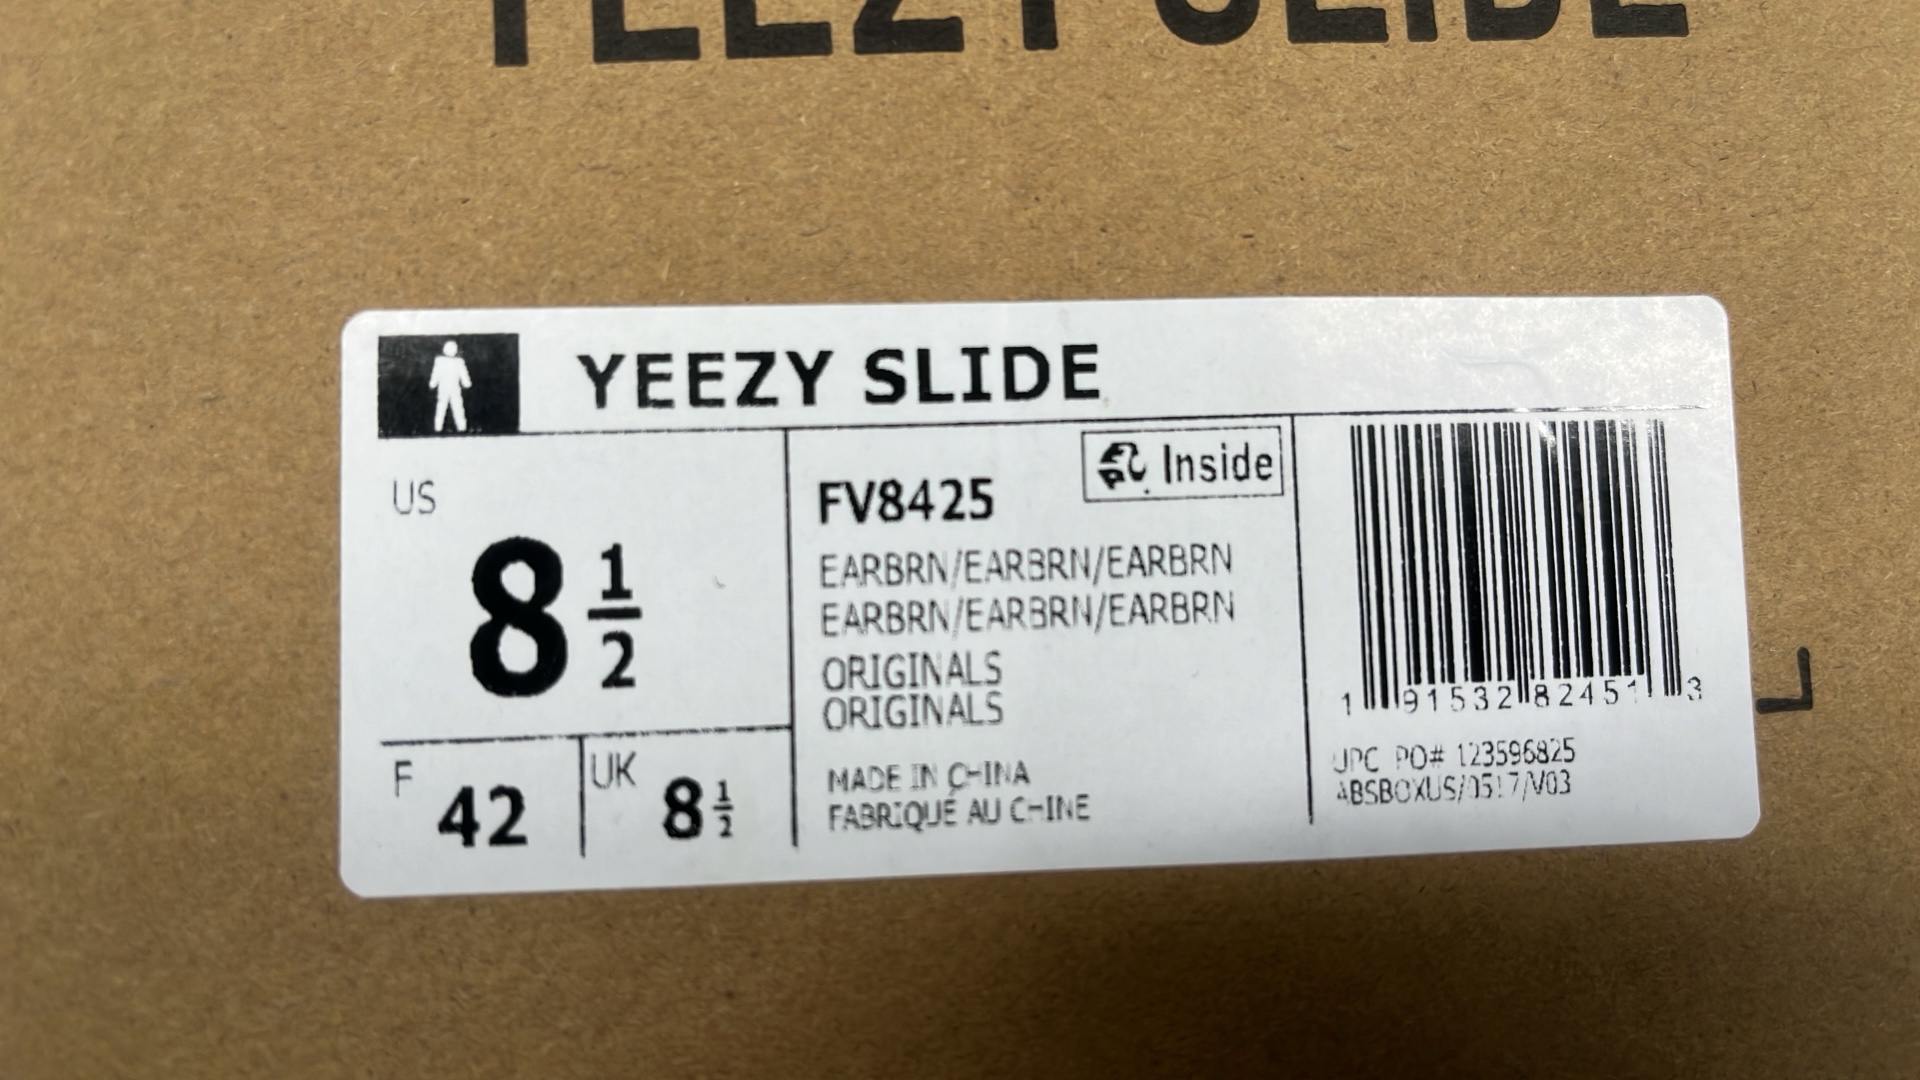 YEEZY SLIDE
YEEZY SLIDE
US
8 1/2
F 42
UK 8 1/2
FV8425
Inside
EARBRN/EARBRN/EARBRN
EARBRN/EARBRN/EARBRN
ORIGINALS
ORIGINALS
MADE IN CHINA
FABRIQUÉ AU CHINE
1 91532 82451 3
UPC PO# 123596825
ABSBOXUS/0517/V03